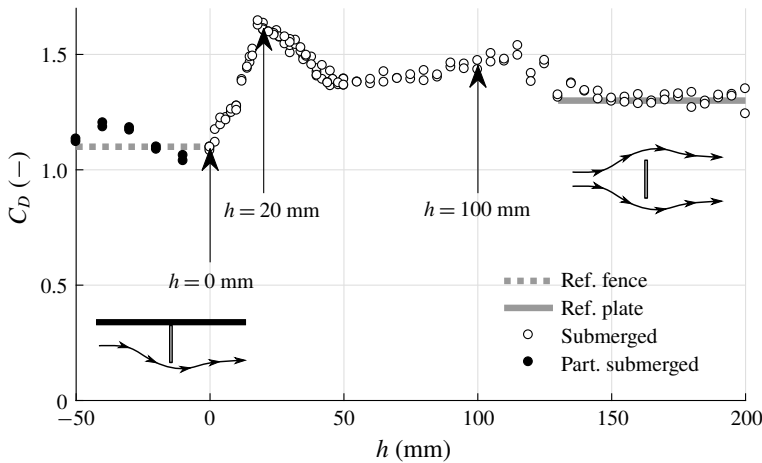 1.5
1.0
0.5
0
C_D (−)
h = 20 mm
h = 100 mm
h = 0 mm
Ref. fence
Ref. plate
Submerged
Part. submerged
−50 0 50 100 150 200
h (mm)